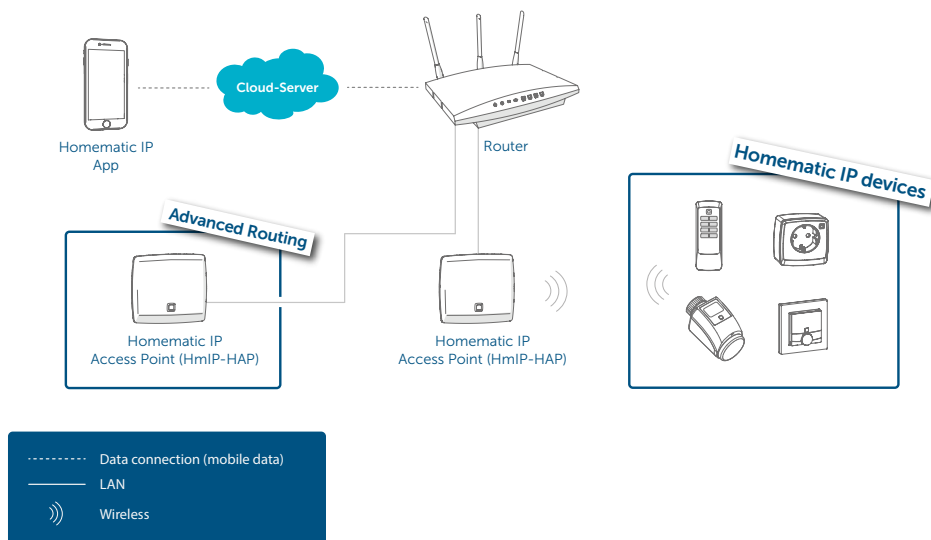 Cloud-Server
Homematic IP
App
Router
Homematic IP devices
Advanced Routing
Homematic IP
Access Point (HmIP-HAP)
Homematic IP
Access Point (HmIP-HAP)
Data connection (mobile data)
LAN
Wireless